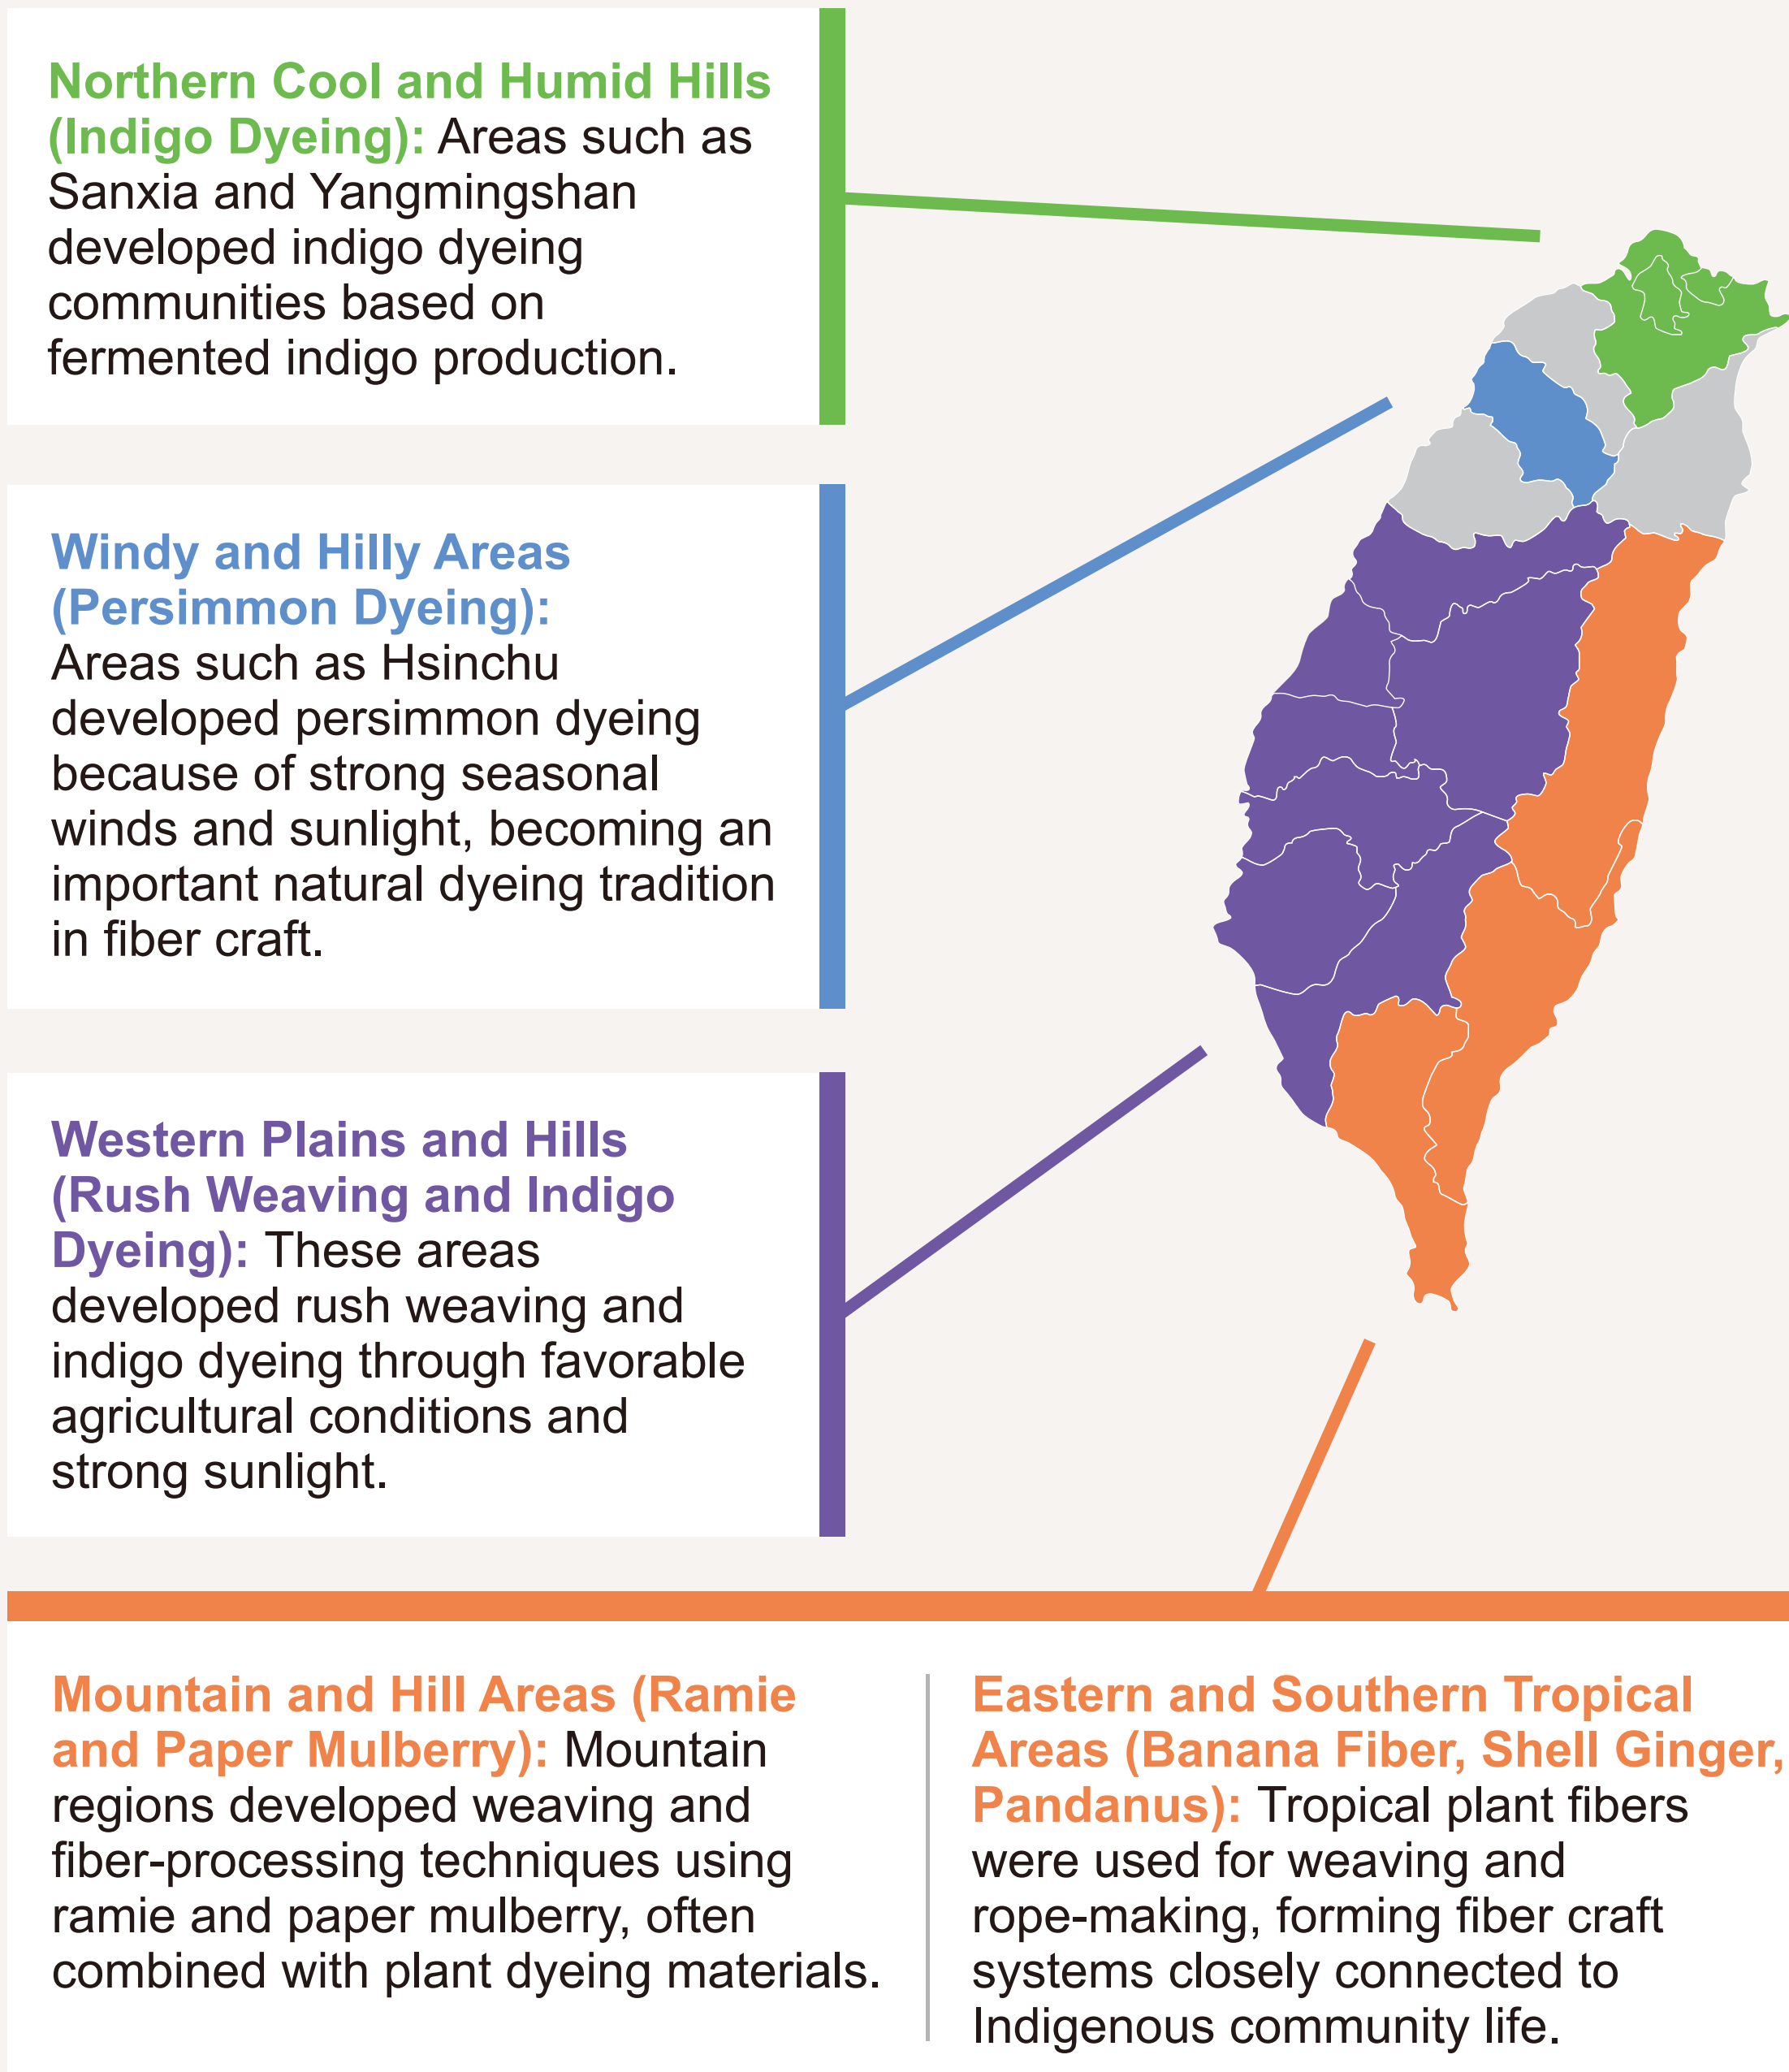 Northern Cool and Humid Hills
(Indigo Dyeing): Areas such as
Sanxia and Yangmingshan
developed indigo dyeing
communities based on
fermented indigo production.
Windy and Hilly Areas
(Persimmon Dyeing):
Areas such as Hsinchu
developed persimmon dyeing
because of strong seasonal
winds and sunlight, becoming an
important natural dyeing tradition
in fiber craft.
Western Plains and Hills
(Rush Weaving and Indigo
Dyeing): These areas
developed rush weaving and
indigo dyeing through favorable
agricultural conditions and
strong sunlight.
Mountain and Hill Areas (Ramie
and Paper Mulberry): Mountain
regions developed weaving and
fiber-processing techniques using
ramie and paper mulberry, often
combined with plant dyeing materials.
Eastern and Southern Tropical
Areas (Banana Fiber, Shell Ginger,
Pandanus): Tropical plant fibers
were used for weaving and
rope-making, forming fiber craft
systems closely connected to
Indigenous community life.